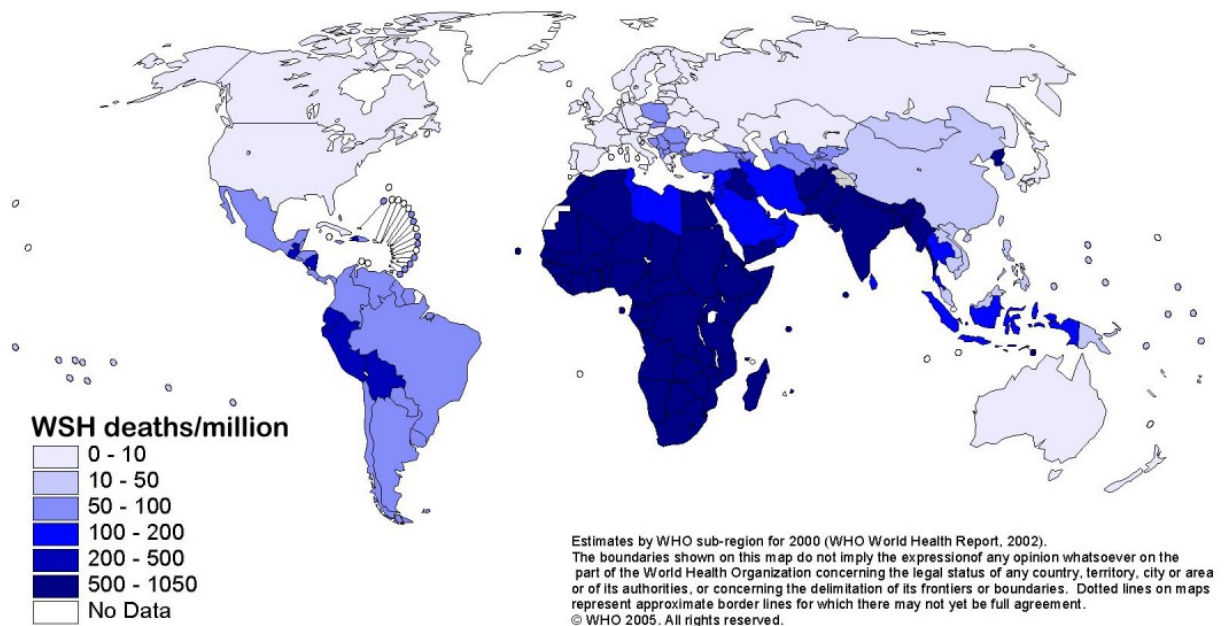 WSH deaths/million
0 - 10
10 - 50
50 - 100
100 - 200
200 - 500
500 - 1050
No Data
Estimates by WHO sub-region for 2000 (WHO World Health Report, 2002).
The boundaries shown on this map do not imply the expressionof any opinion whatsoever on the
part of the World Health Organization concerning the legal status of any country, territory, city or area
or of its authorities, or concerning the delimitation of its frontiers or boundaries. Dotted lines on maps
represent approximate border lines for which there may not yet be full agreement.
© WHO 2005. All rights reserved.